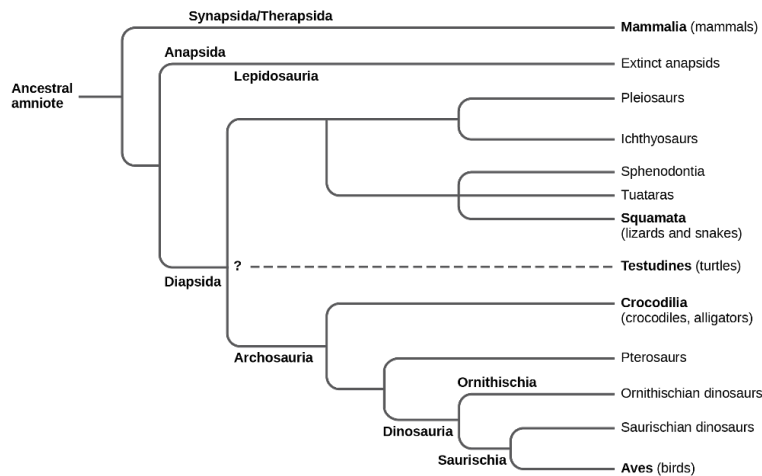 Synapsida/Therapsida
Mammalia (mammals)
Anapsida
Extinct anapsids
Lepidosauria
Ancestral
amniote
Pleiosaurs
Ichthyosaurs
Sphenodontia
Tuataras
Squamata
(lizards and snakes)
?
Testudines (turtles)
Diapsida
Crocodilia
(crocodiles, alligators)
Archosauria
Pterosaurs
Ornithischia
Ornithischian dinosaurs
Dinosauria
Saurischian dinosaurs
Saurischia
Aves (birds)